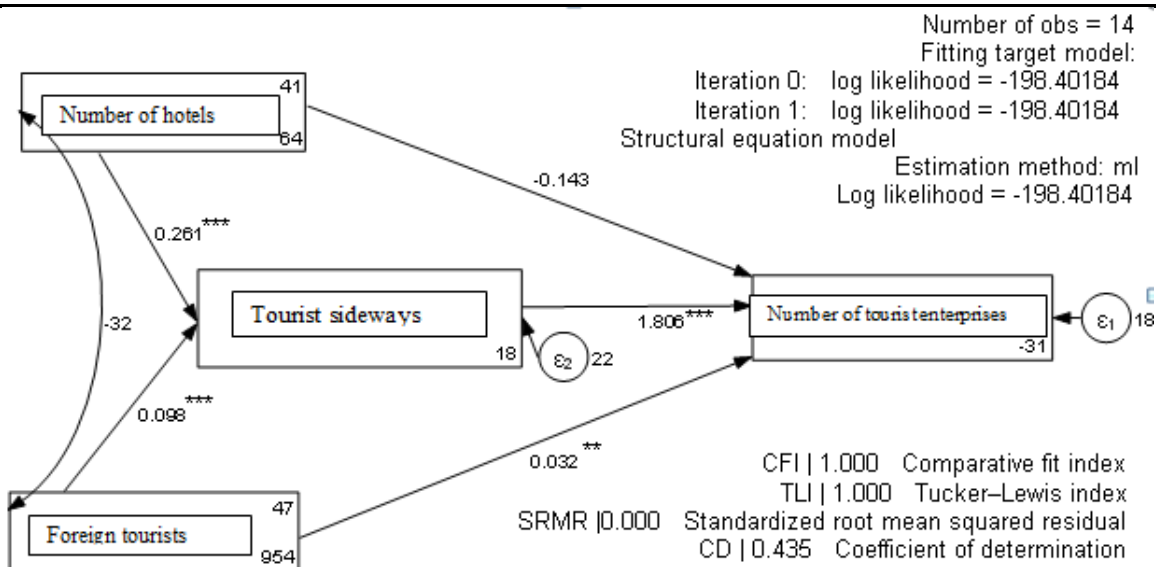 Number of obs = 14
Fitting target model:
Iteration 0: log likelihood = -198.40184
Iteration 1: log likelihood = -198.40184
Structural equation model
Estimation method: ml
Log likelihood = -198.40184
41
Number of hotels
64
-0.143
0.261***
-32
Tourist sideways
18
ε2 22
1.806***
Number of touristenterprises
-31
ε1 18
0.098***
0.032 **
47
Foreign tourists
954
CFI | 1.000 Comparative fit index
TLI | 1.000 Tucker–Lewis index
SRMR |0.000 Standardized root mean squared residual
CD | 0.435 Coefficient of determination